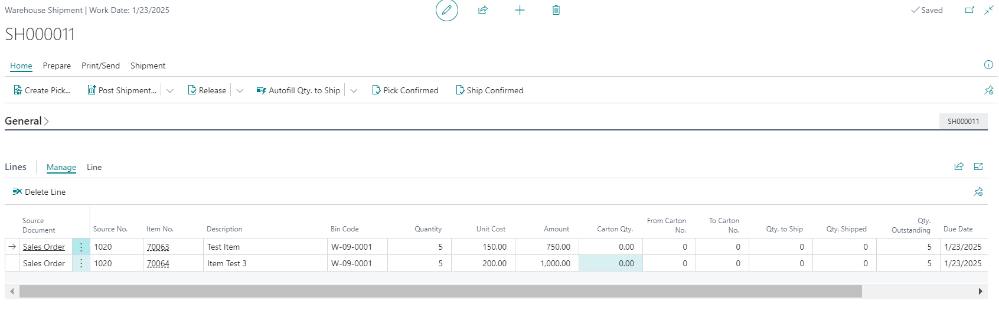 Warehouse Shipment | Work Date: 1/23/2025
Saved
SH000011
Home Prepare Print/Send Shipment
Create Pick... Post Shipment... Release Autofill Qty. to Ship Pick Confirmed Ship Confirmed
General SH000011
Lines Manage Line
Delete Line
Source Document Source No. Item No. Description Bin Code Quantity Unit Cost Amount Carton Qty. From Carton No. To Carton No. Qty. to Ship Qty. Shipped Qty. Outstanding Due Date
Sales Order 1020 70063 Test Item W-09-0001 5 150.00 750.00 0.00 0 0 0 0 5 1/23/2025
Sales Order 1020 70064 Item Test 3 W-09-0001 5 200.00 1,000.00 0.00 0 0 0 0 5 1/23/2025